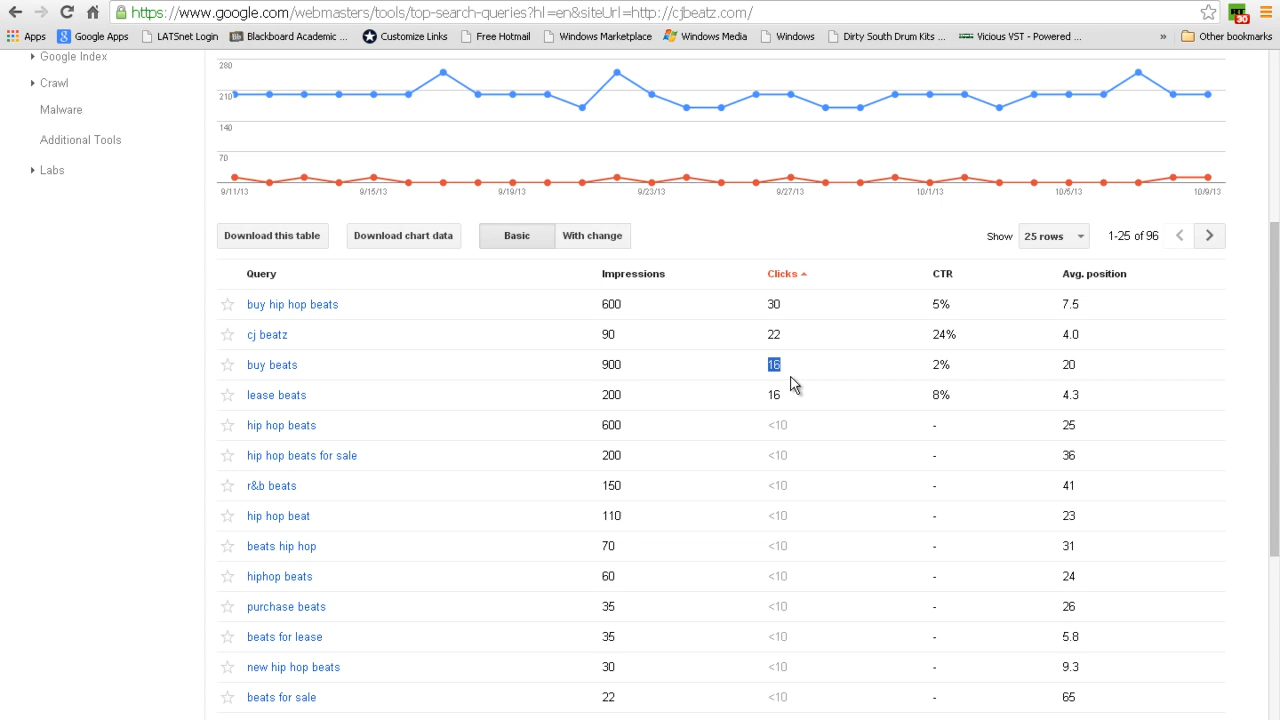 https://www.google.com/webmasters/tools/top-search-queries?hl=en&siteUrl=http://cjbeatz.com/
30
Apps Google Apps LATSnet Login Blackboard Academic ... Customize Links Free Hotmail Windows Marketplace Windows Media Windows Dirty South Drum Kits ... Vicious VST - Powered ... » Other bookmarks
Google Index
Crawl
Malware
Additional Tools
Labs
280
210
140
70
9/11/13 9/15/13 9/19/13 9/23/13 9/27/13 10/1/13 10/5/13 10/9/13
Download this table Download chart data Basic With change Show 25 rows 1-25 of 96
Query Impressions Clicks CTR Avg. position
buy hip hop beats 600 30 5% 7.5
cj beatz 90 22 24% 4.0
buy beats 900 16 2% 20
lease beats 200 16 8% 4.3
hip hop beats 600 <10 - 25
hip hop beats for sale 200 <10 - 36
r&b beats 150 <10 - 41
hip hop beat 110 <10 - 23
beats hip hop 70 <10 - 31
hiphop beats 60 <10 - 24
purchase beats 35 <10 - 26
beats for lease 35 <10 - 5.8
new hip hop beats 30 <10 - 9.3
beats for sale 22 <10 - 65